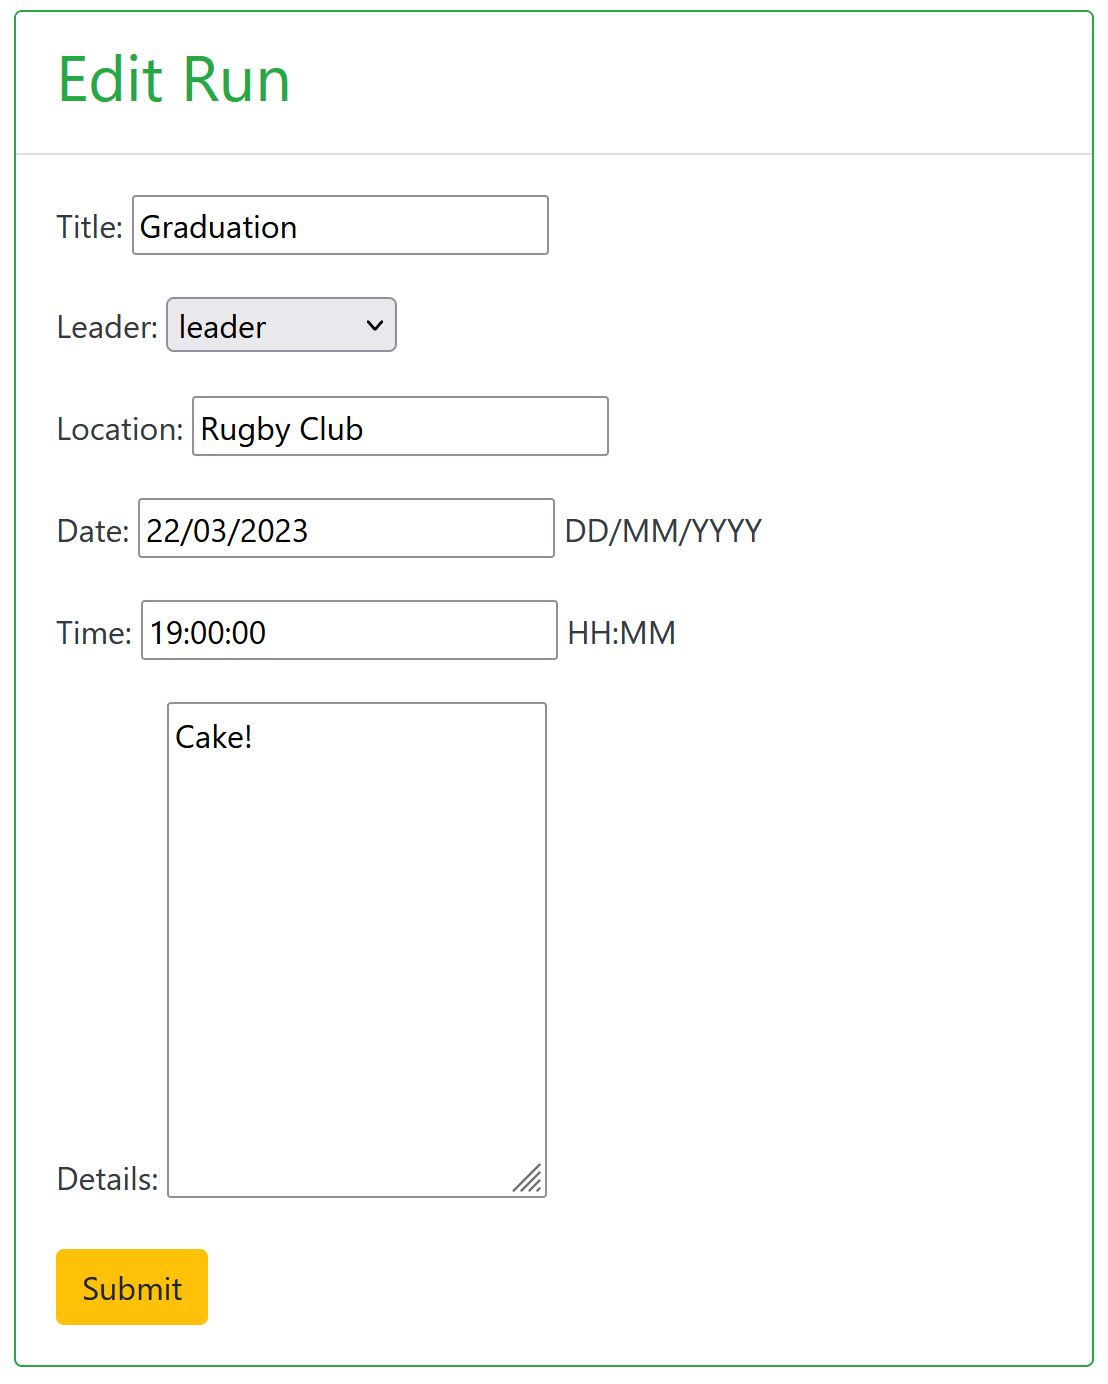 Edit Run
Title: Graduation
Leader: leader
Location: Rugby Club
Date: 22/03/2023 DD/MM/YYYY
Time: 19:00:00 HH:MM
Cake!
Details:
Submit